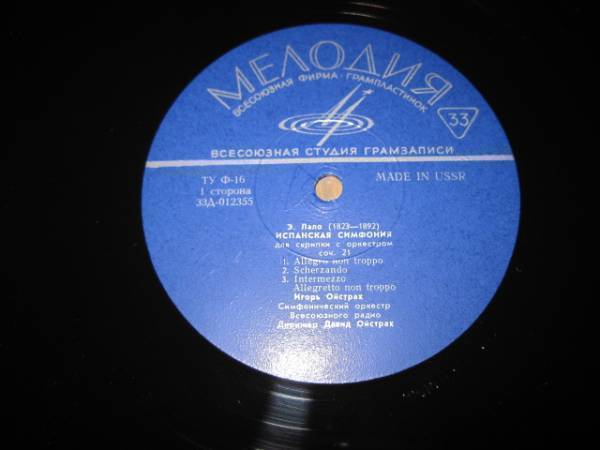 МЕЛОДИЯ
ВСЕСОЮЗНАЯ ФИРМА · ГРАМПЛАСТИНОК
33
ВСЕСОЮЗНАЯ СТУДИЯ ГРАМЗАПИСИ
ТУ Ф-16
1 сторона
33Д-012355
MADE IN USSR
Э. Лало (1823—1892)
ИСПАНСКАЯ СИМФОНИЯ
для скрипки с оркестром
соч. 21
1. Allegro non troppo
2. Scherzando
3. Intermezzo
Allegretto non troppo
Игорь Ойстрах
Симфонический оркестр
Всесоюзного радио
Дирижер Давид Ойстрах